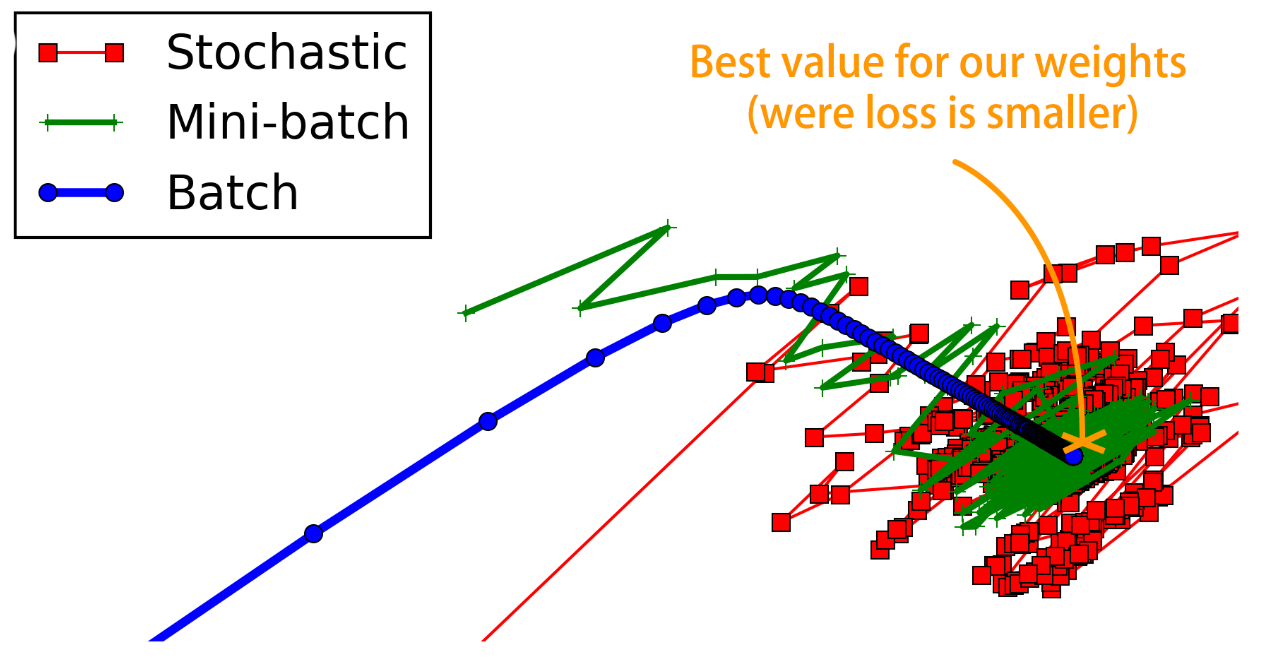 Stochastic
Mini-batch
Batch
Best value for our weights
(were loss is smaller)